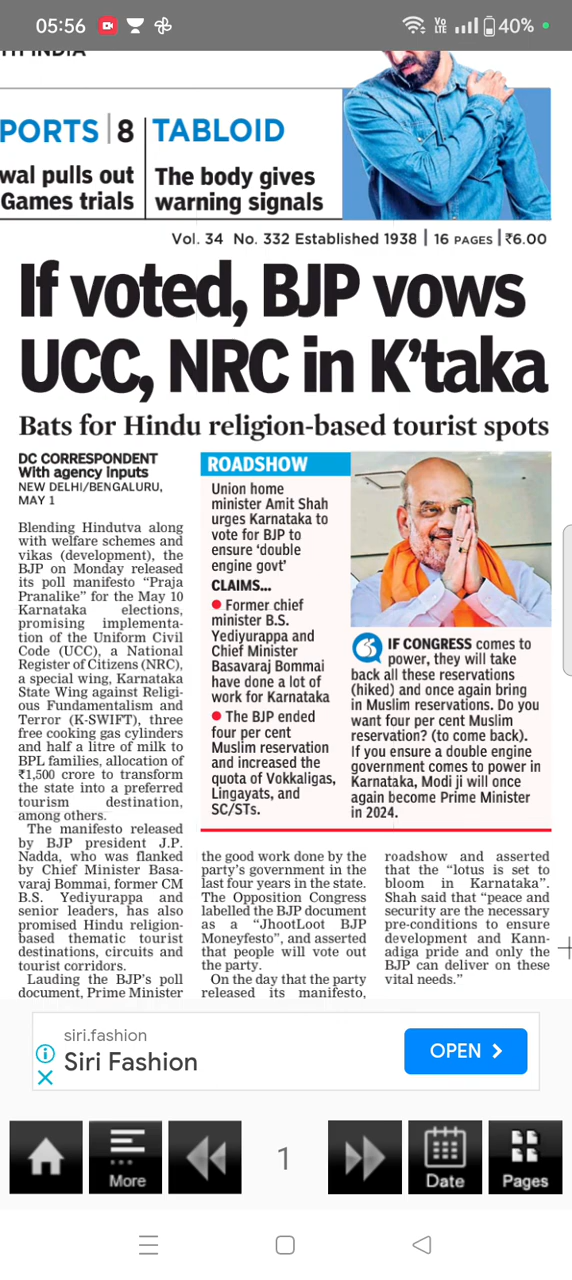 05:56 VoLTE 40%
PORTS | 8 TABLOID
wal pulls out
Games trials
The body gives
warning signals
Vol. 34 No. 332 Established 1938 | 16 PAGES | ₹6.00
If voted, BJP vows
UCC, NRC in K'taka
Bats for Hindu religion-based tourist spots
DC CORRESPONDENT
With agency inputs
NEW DELHI/BENGALURU,
MAY 1
Blending Hindutva along
with welfare schemes and
vikas (development), the
BJP on Monday released
its poll manifesto “Praja
Pranalike” for the May 10
Karnataka elections,
promising implementa-
tion of the Uniform Civil
Code (UCC), a National
Register of Citizens (NRC),
a special wing, Karnataka
State Wing against Religi-
ous Fundamentalism and
Terror (K-SWIFT), three
free cooking gas cylinders
and half a litre of milk to
BPL families, allocation of
₹1,500 crore to transform
the state into a preferred
tourism destination,
among others.
The manifesto released
by BJP president J.P.
Nadda, who was flanked
by Chief Minister Basa-
varaj Bommai, former CM
B.S. Yediyurappa and
senior leaders, has also
promised Hindu religion-
based thematic tourist
destinations, circuits and
tourist corridors.
Lauding the BJP's poll
document, Prime Minister
ROADSHOW
Union home
minister Amit Shah
urges Karnataka to
vote for BJP to
ensure ‘double
engine govt’
CLAIMS...
● Former chief
minister B.S.
Yediyurappa and
Chief Minister
Basavaraj Bommai
have done a lot of
work for Karnataka
● The BJP ended
four per cent
Muslim reservation
and increased the
quota of Vokkaligas,
Lingayats, and
SC/STs.
IF CONGRESS comes to
power, they will take
back all these reservations
(hiked) and once again bring
in Muslim reservations. Do you
want four per cent Muslim
reservation? (to come back).
If you ensure a double engine
government comes to power in
Karnataka, Modi ji will once
again become Prime Minister
in 2024.
the good work done by the
party's government in the
last four years in the state.
The Opposition Congress
labelled the BJP document
as a “JhootLoot BJP
Moneyfesto”, and asserted
that people will vote out
the party.
On the day that the party
released its manifesto,
roadshow and asserted
that the “lotus is set to
bloom in Karnataka”.
Shah said that “peace and
security are the necessary
pre-conditions to ensure
development and Kann-
adiga pride and only the
BJP can deliver on these
vital needs.”
siri.fashion
Siri Fashion
OPEN
More
1
Date
Pages